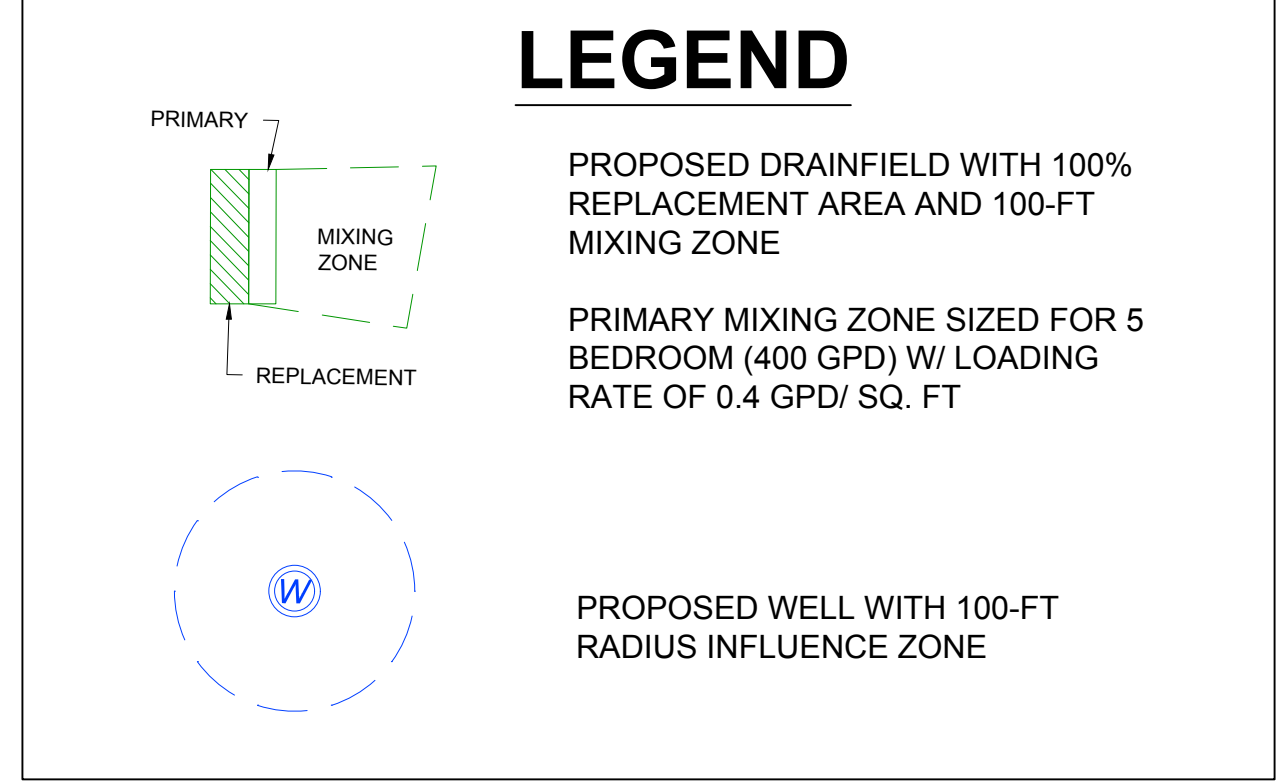 LEGEND
PRIMARY
MIXING
ZONE
REPLACEMENT
PROPOSED DRAINFIELD WITH 100%
REPLACEMENT AREA AND 100-FT
MIXING ZONE
PRIMARY MIXING ZONE SIZED FOR 5
BEDROOM (400 GPD) W/ LOADING
RATE OF 0.4 GPD/ SQ. FT
W
PROPOSED WELL WITH 100-FT
RADIUS INFLUENCE ZONE